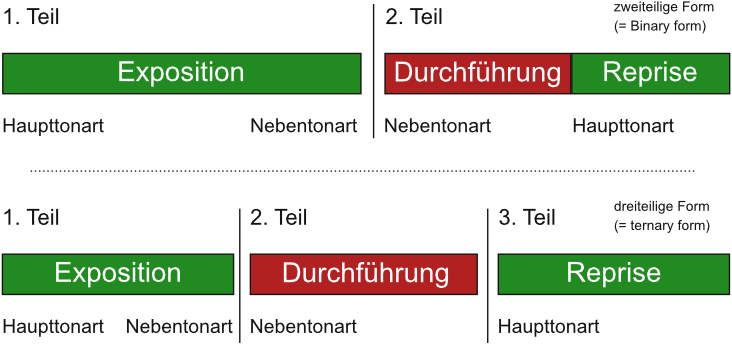 1. Teil
2. Teil
zweiteilige Form
(= Binary form)
Exposition
Durchführung
Reprise
Haupttonart
Nebentonart
Nebentonart
Haupttonart
1. Teil
2. Teil
3. Teil
dreiteilige Form
(= ternary form)
Exposition
Durchführung
Reprise
Haupttonart
Nebentonart
Nebentonart
Haupttonart